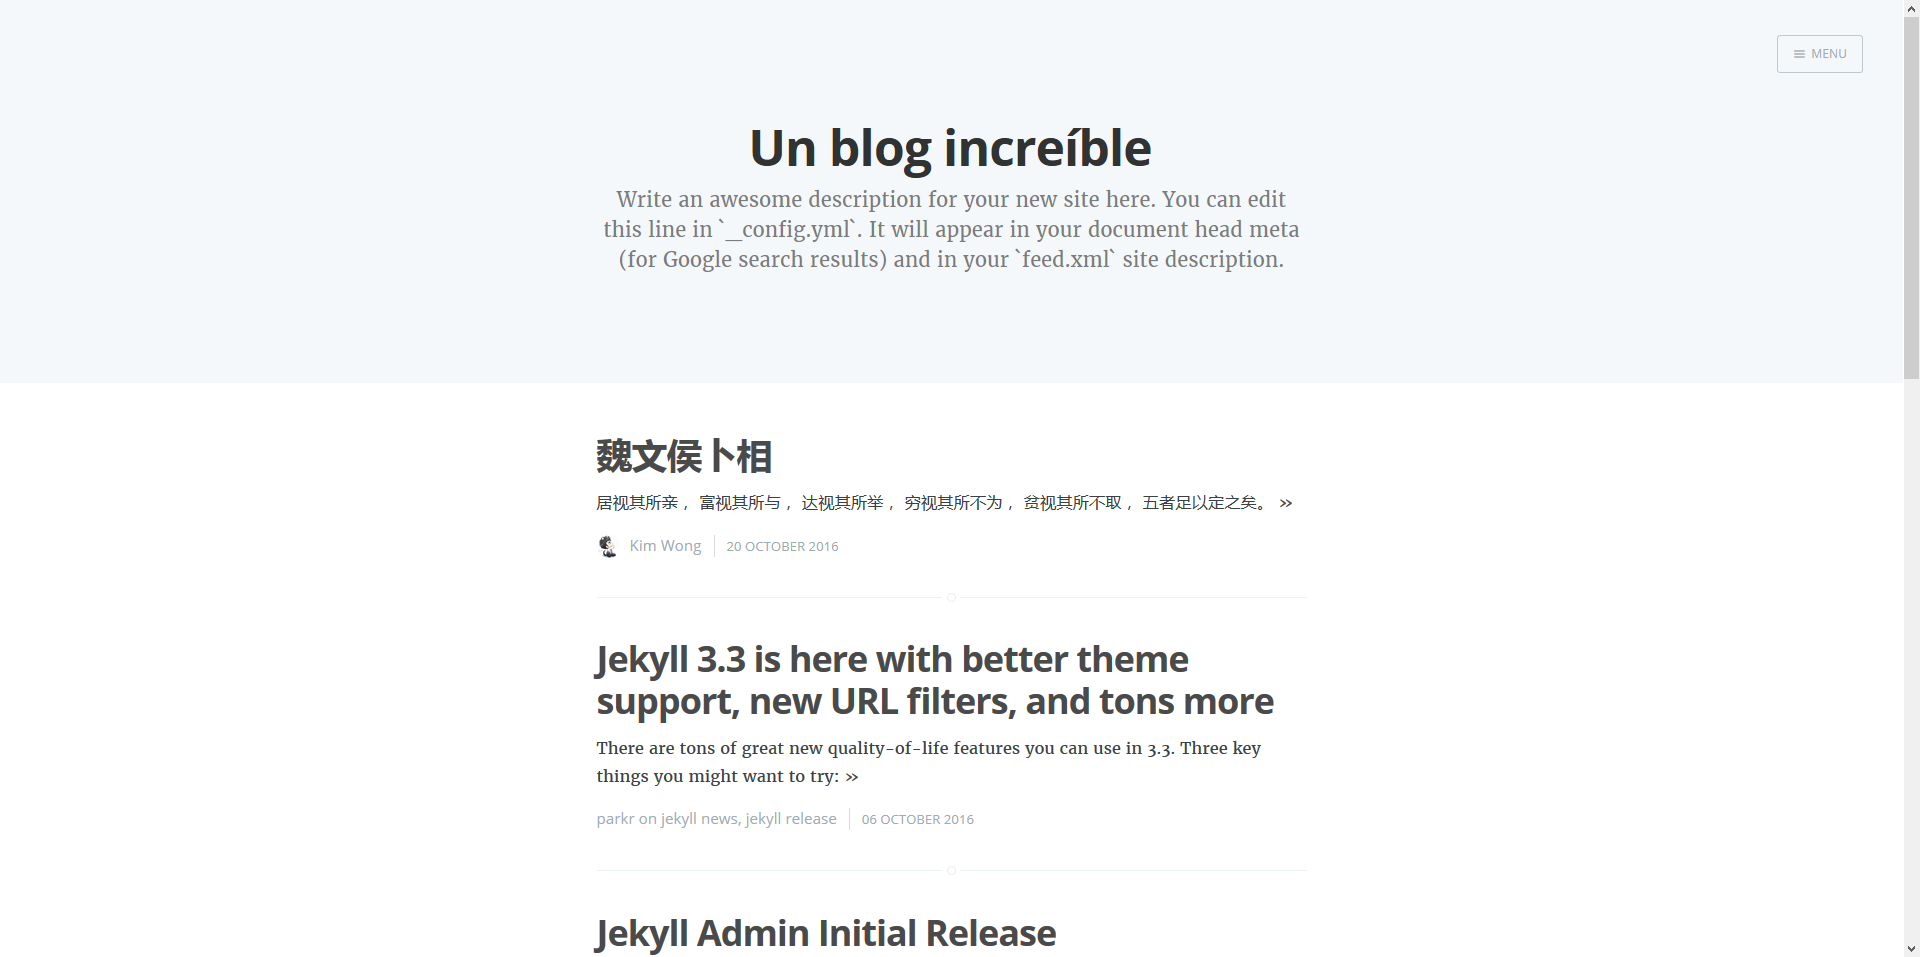 MENU
Un blog increíble
Write an awesome description for your new site here. You can edit
this line in `_config.yml`. It will appear in your document head meta
(for Google search results) and in your `feed.xml` site description.
魏文侯卜相
居视其所亲，富视其所与，达视其所举，穷视其所不为，贫视其所不取，五者足以定之矣。 »
Kim Wong
20 OCTOBER 2016
Jekyll 3.3 is here with better theme
support, new URL filters, and tons more
There are tons of great new quality-of-life features you can use in 3.3. Three key
things you might want to try: »
parkr on jekyll news, jekyll release
06 OCTOBER 2016
Jekyll Admin Initial Release